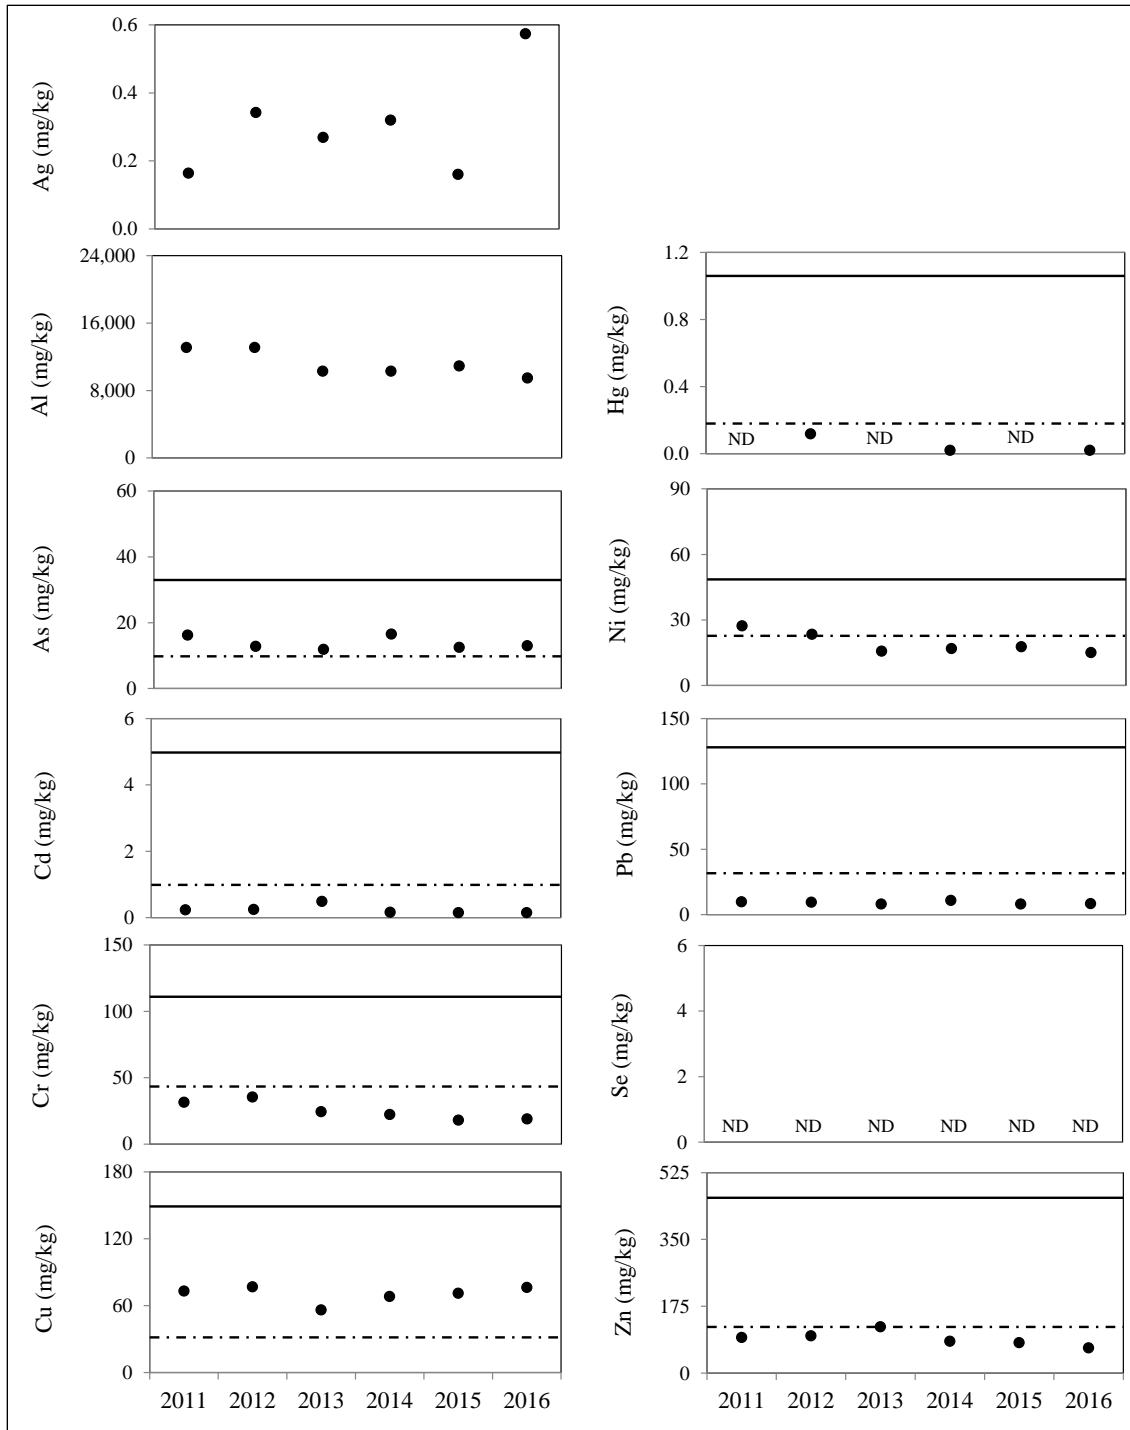 Ag (mg/kg)
0.6
0.4
0.2
0.0
Al (mg/kg)
24,000
16,000
8,000
0
As (mg/kg)
60
40
20
0
Cd (mg/kg)
6
4
2
0
Cr (mg/kg)
150
100
50
0
Cu (mg/kg)
180
120
60
0
2011 2012 2013 2014 2015 2016
Hg (mg/kg)
1.2
0.8
0.4
0.0
ND ND ND
Ni (mg/kg)
90
60
30
0
Pb (mg/kg)
150
100
50
0
Se (mg/kg)
6
4
2
0
ND ND ND ND ND ND
Zn (mg/kg)
525
350
175
0
2011 2012 2013 2014 2015 2016